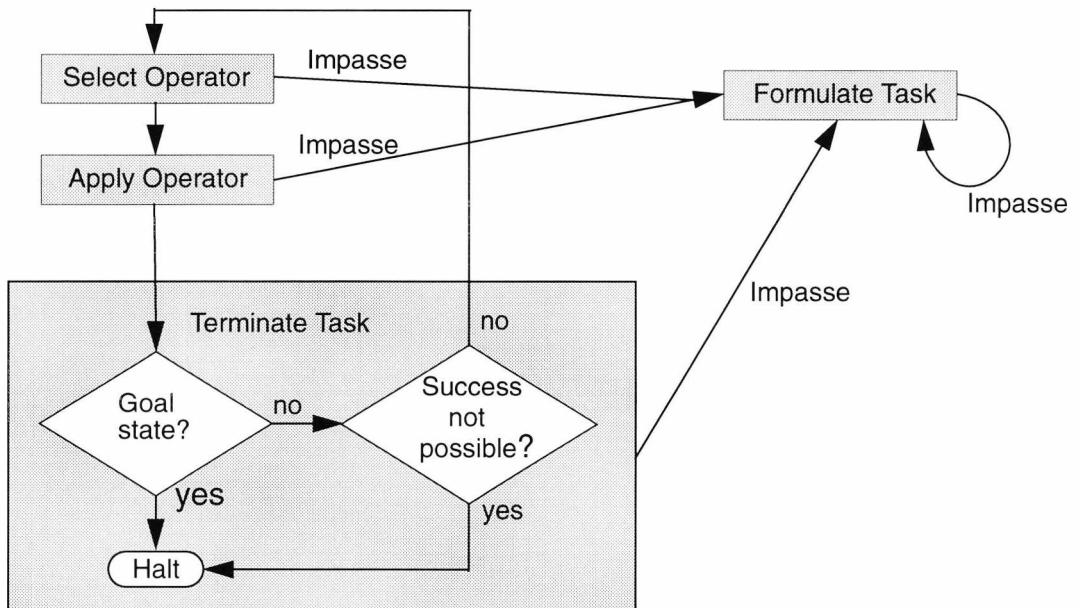 Select Operator
Impasse
Formulate Task
Apply Operator
Impasse
Impasse
Impasse
Terminate Task
no
Goal
state?
no
Success
not
possible?
yes
yes
Halt